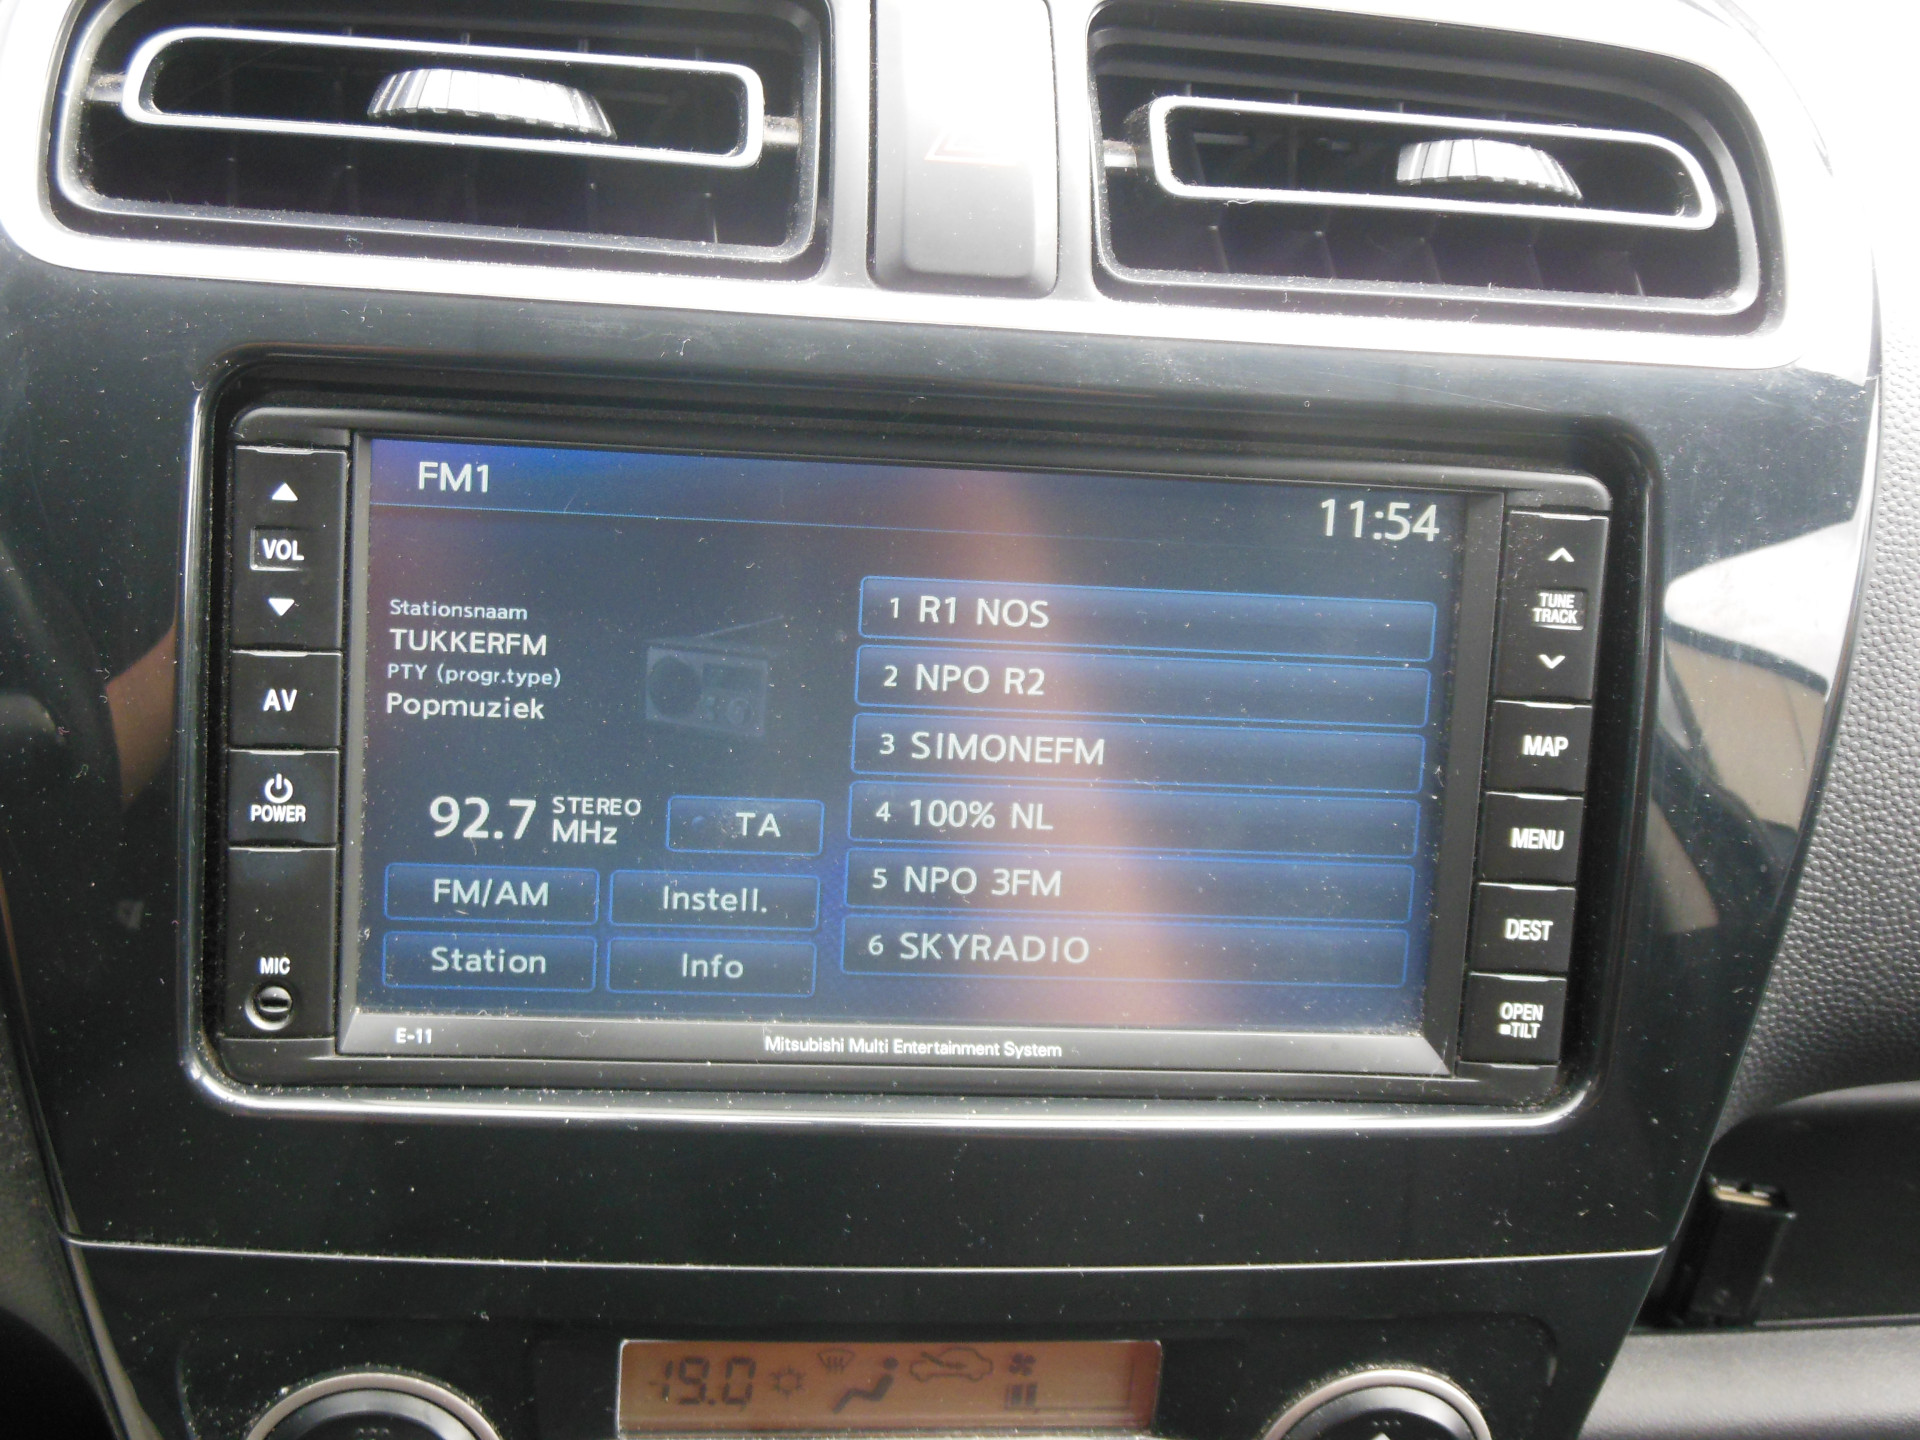 FM1
11:54
VOL
AV
POWER
MIC
Stationsnaam
TUKKERFM
PTY (progr.type)
Popmuziek
92.7 STEREO
MHz
TA
FM/AM
Instell.
Station
Info
1 R1 NOS
2 NPO R2
3 SIMONEFM
4 100% NL
5 NPO 3FM
6 SKYRADIO
TUNE
TRACK
MAP
MENU
DEST
OPEN
TILT
E-11
Mitsubishi Multi Entertainment System
19.0